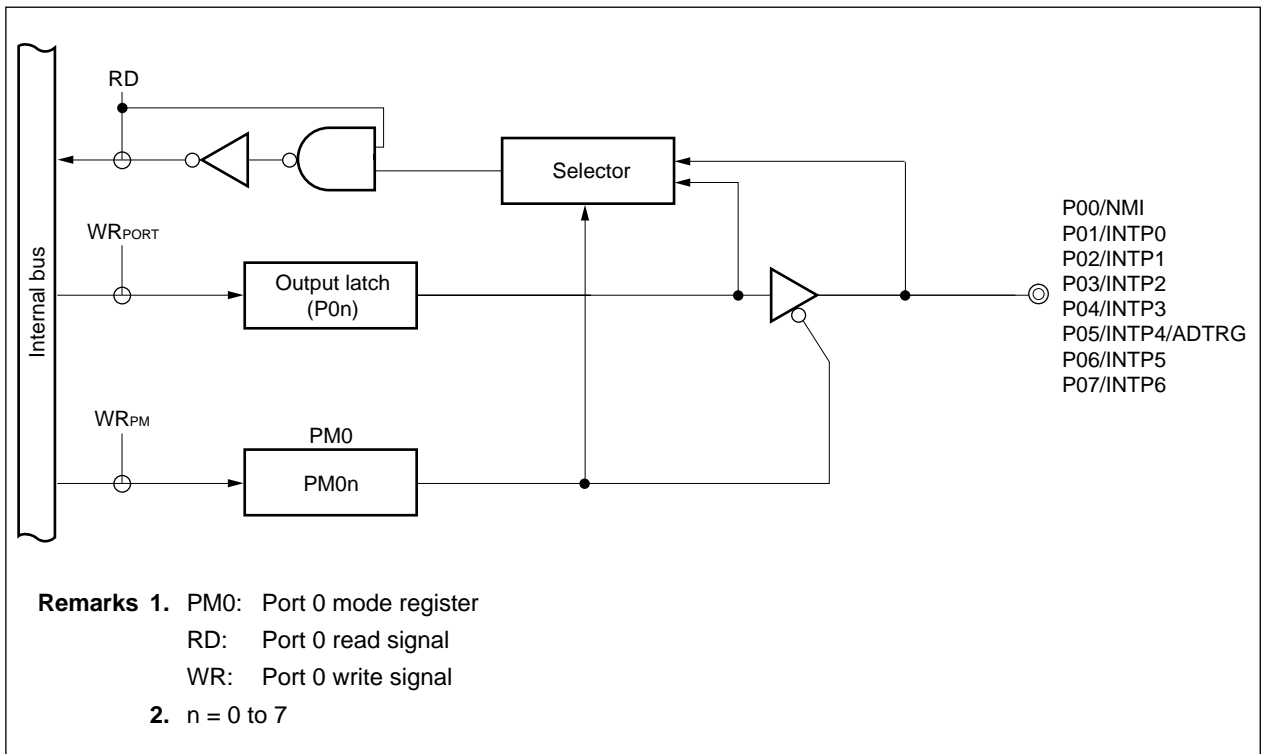 RD
Selector
Internal bus
WRPORT
Output latch
(P0n)
P00/NMI
P01/INTP0
P02/INTP1
P03/INTP2
P04/INTP3
P05/INTP4/ADTRG
P06/INTP5
P07/INTP6
WRPM
PM0
PM0n
Remarks 1. PM0: Port 0 mode register
RD: Port 0 read signal
WR: Port 0 write signal
2. n = 0 to 7